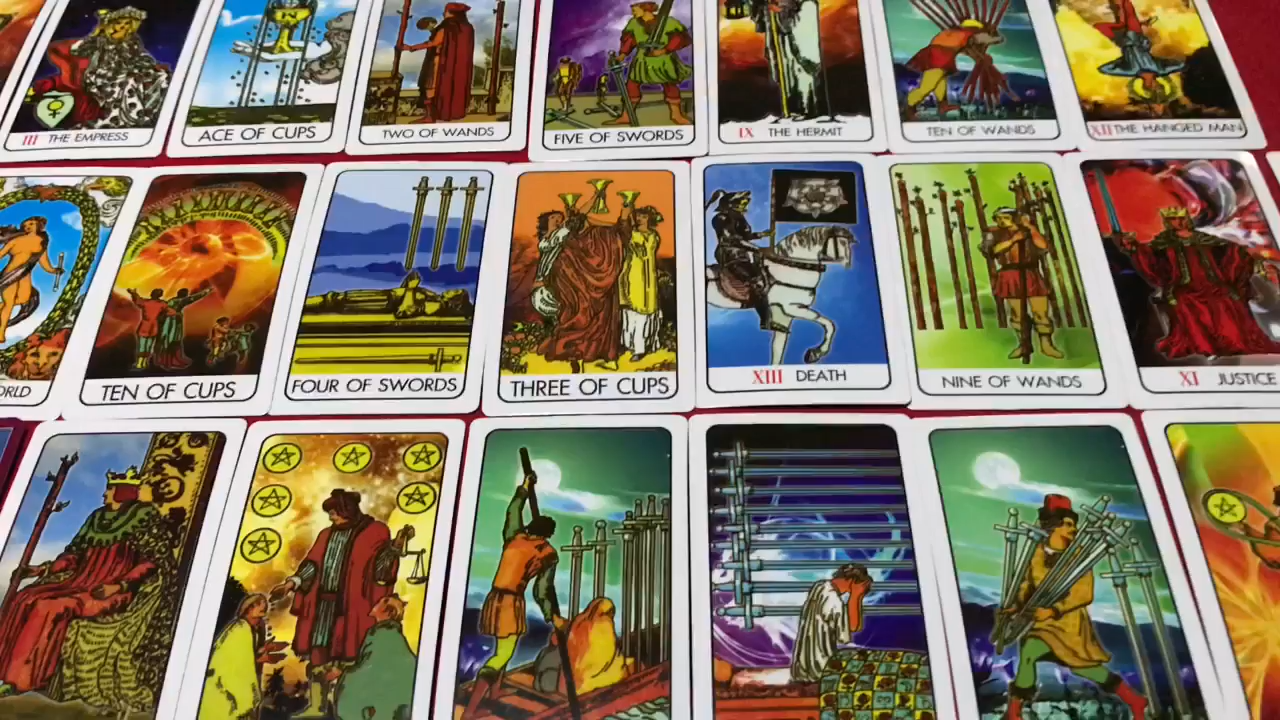 III THE EMPRESS
ACE OF CUPS
TWO OF WANDS
FIVE OF SWORDS
IX THE HERMIT
TEN OF WANDS
XII THE HANGED MAN
ORLD
TEN OF CUPS
FOUR OF SWORDS
THREE OF CUPS
XIII DEATH
NINE OF WANDS
XI JUSTICE